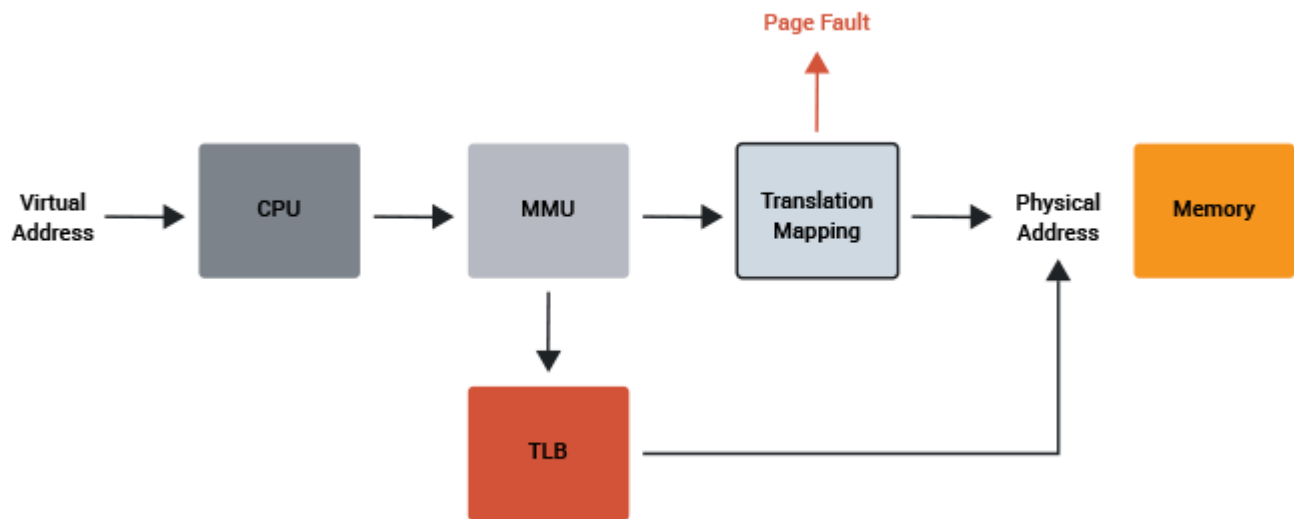 Page Fault
Virtual
Address
CPU
MMU
Translation
Mapping
Physical
Address
Memory
TLB